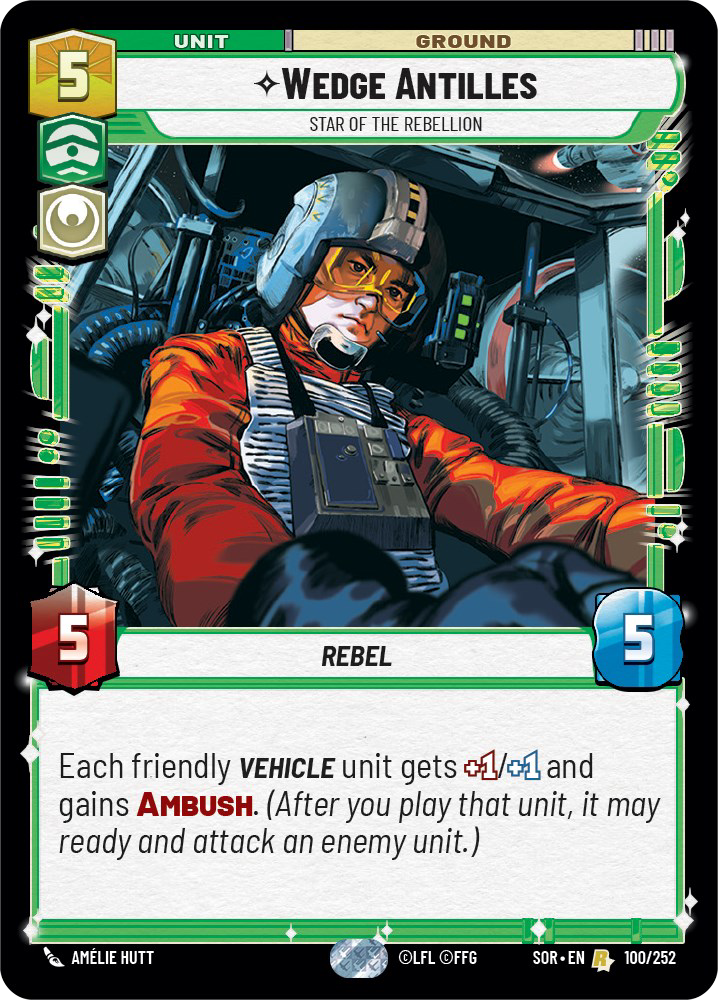 UNIT GROUND
5
✧WEDGE ANTILLES
STAR OF THE REBELLION
5
REBEL
5
Each friendly VEHICLE unit gets +1/+1 and
gains AMBUSH. (After you play that unit, it may
ready and attack an enemy unit.)
AMÉLIE HUTT ©LFL ©FFG SOR•EN R 100/252